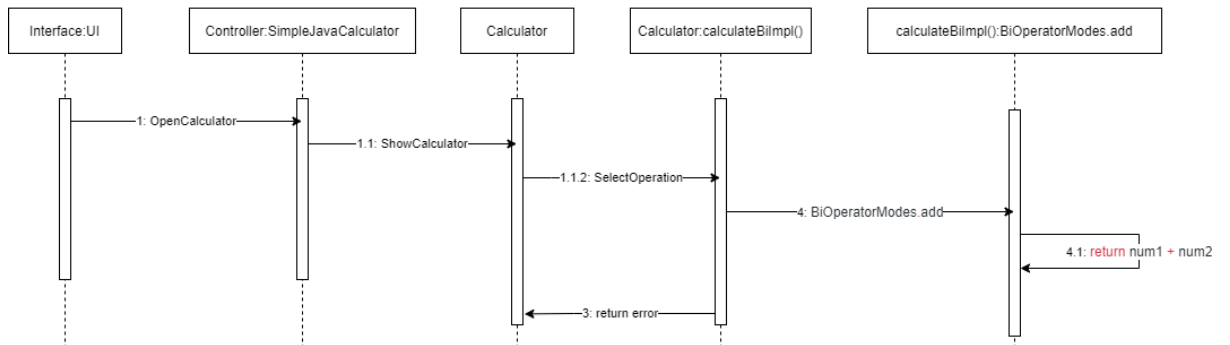 Interface:UI
Controller:SimpleJavaCalculator
Calculator
Calculator:calculateBiImpl()
calculateBiImpl():BiOperatorModes.add
1: OpenCalculator
1.1: ShowCalculator
1.1.2: SelectOperation
4: BiOperatorModes.add
4.1: return num1 + num2
3: return error